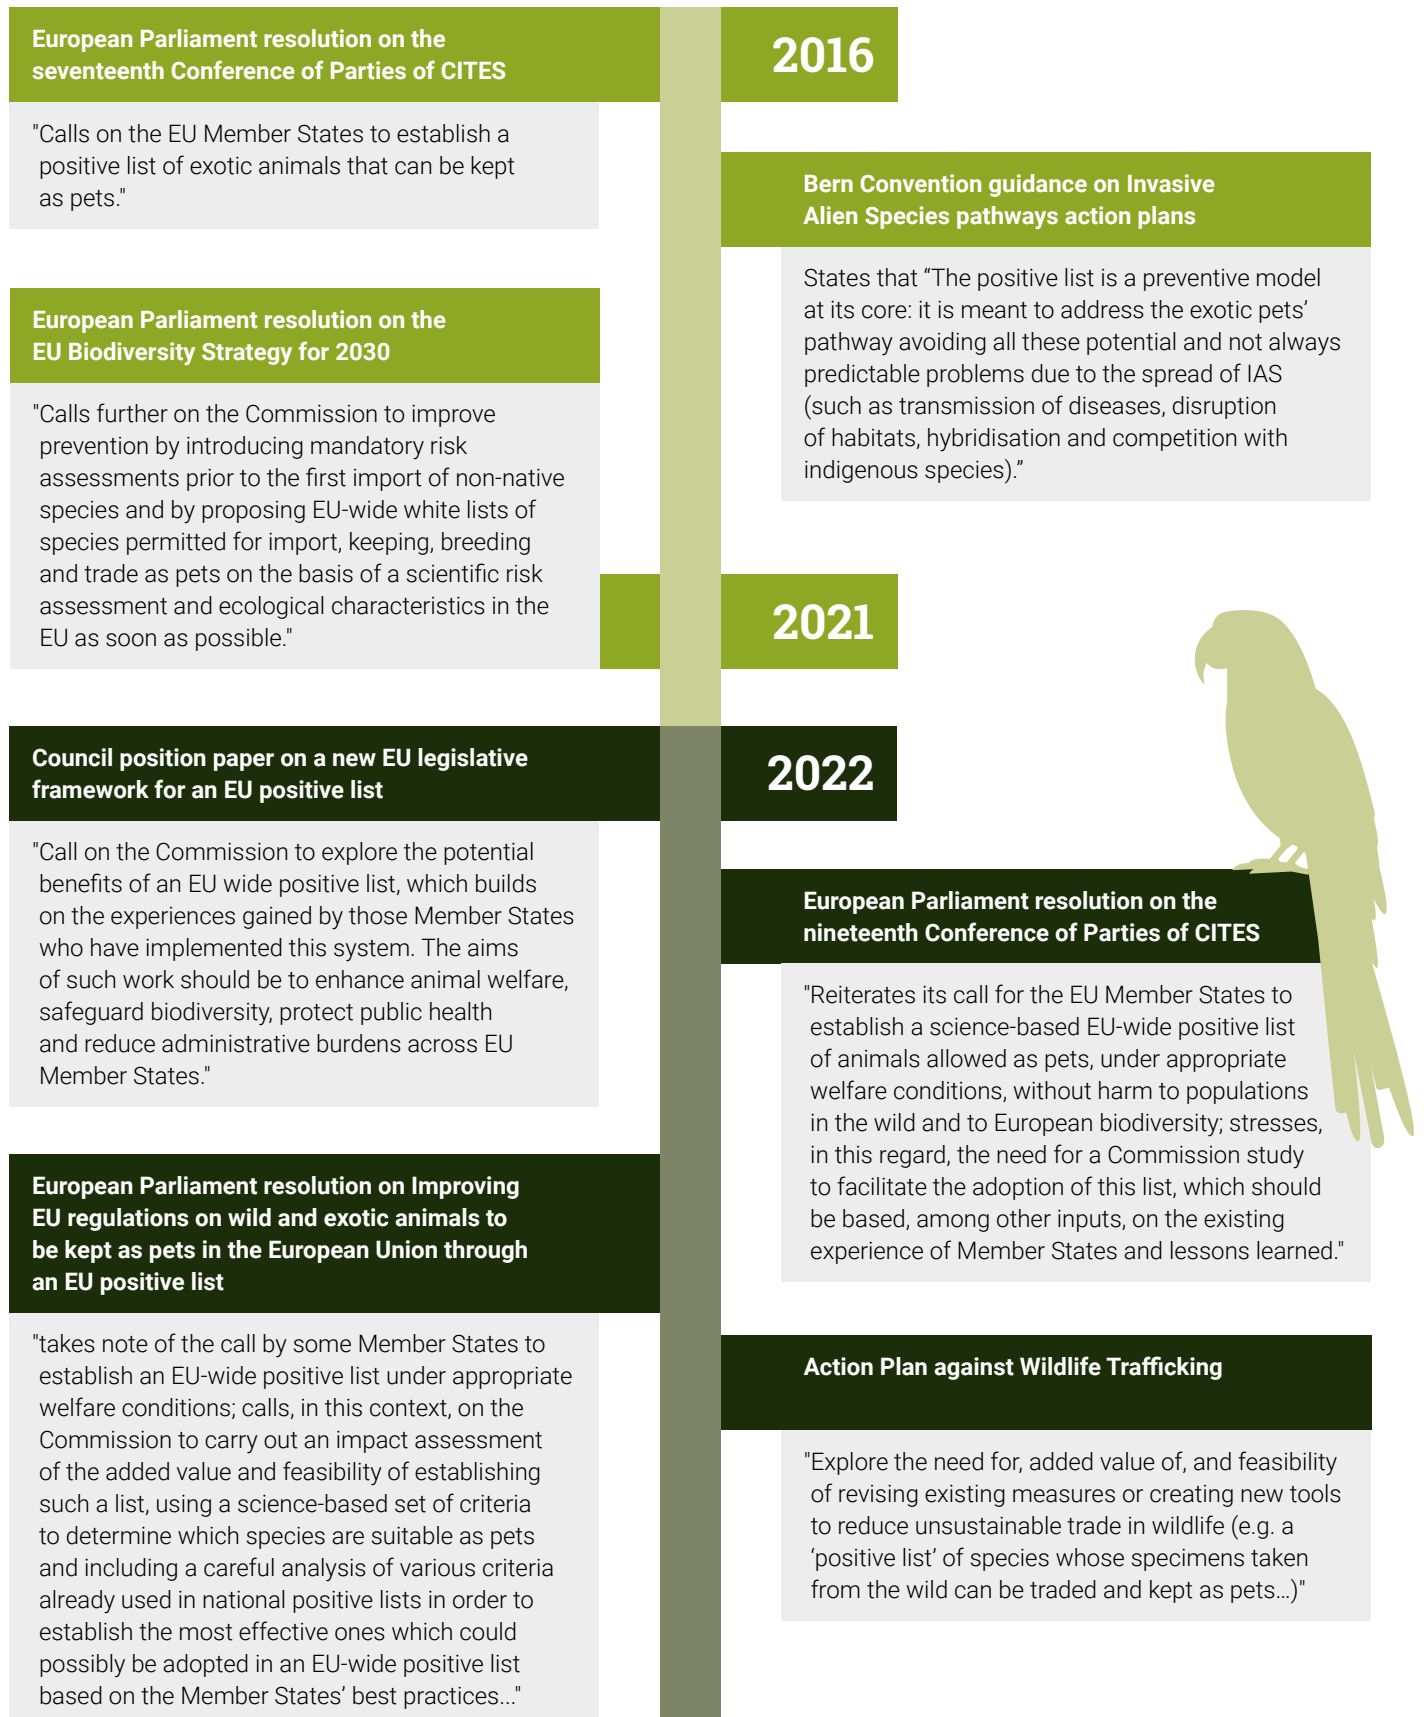 European Parliament resolution on the
seventeenth Conference of Parties of CITES
2016
"Calls on the EU Member States to establish a
positive list of exotic animals that can be kept
as pets."
Bern Convention guidance on Invasive
Alien Species pathways action plans
States that “The positive list is a preventive model
at its core: it is meant to address the exotic pets’
pathway avoiding all these potential and not always
predictable problems due to the spread of IAS
(such as transmission of diseases, disruption
of habitats, hybridisation and competition with
indigenous species).”
European Parliament resolution on the
EU Biodiversity Strategy for 2030
"Calls further on the Commission to improve
prevention by introducing mandatory risk
assessments prior to the first import of non-native
species and by proposing EU-wide white lists of
species permitted for import, keeping, breeding
and trade as pets on the basis of a scientific risk
assessment and ecological characteristics in the
EU as soon as possible."
2021
Council position paper on a new EU legislative
framework for an EU positive list
2022
"Call on the Commission to explore the potential
benefits of an EU wide positive list, which builds
on the experiences gained by those Member States
who have implemented this system. The aims
of such work should be to enhance animal welfare,
safeguard biodiversity, protect public health
and reduce administrative burdens across EU
Member States."
European Parliament resolution on the
nineteenth Conference of Parties of CITES
"Reiterates its call for the EU Member States to
establish a science-based EU-wide positive list
of animals allowed as pets, under appropriate
welfare conditions, without harm to populations
in the wild and to European biodiversity; stresses,
in this regard, the need for a Commission study
to facilitate the adoption of this list, which should
be based, among other inputs, on the existing
experience of Member States and lessons learned."
European Parliament resolution on Improving
EU regulations on wild and exotic animals to
be kept as pets in the European Union through
an EU positive list
"takes note of the call by some Member States to
establish an EU-wide positive list under appropriate
welfare conditions; calls, in this context, on the
Commission to carry out an impact assessment
of the added value and feasibility of establishing
such a list, using a science-based set of criteria
to determine which species are suitable as pets
and including a careful analysis of various criteria
already used in national positive lists in order to
establish the most effective ones which could
possibly be adopted in an EU-wide positive list
based on the Member States’ best practices..."
Action Plan against Wildlife Trafficking
"Explore the need for, added value of, and feasibility
of revising existing measures or creating new tools
to reduce unsustainable trade in wildlife (e.g. a
‘positive list’ of species whose specimens taken
from the wild can be traded and kept as pets…)"